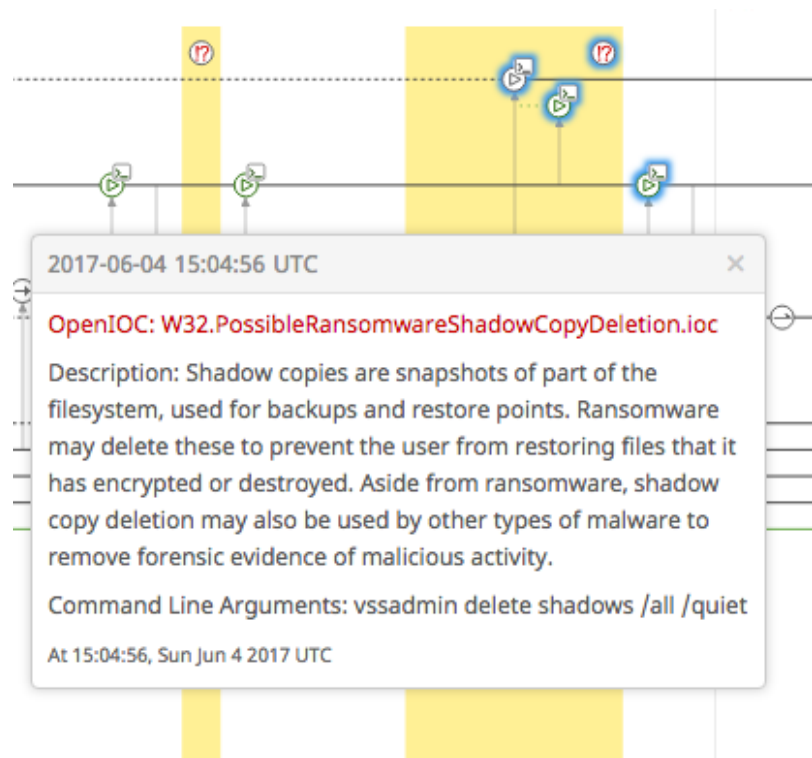 !?
!?
2017-06-04 15:04:56 UTC
OpenIOC: W32.PossibleRansomwareShadowCopyDeletion.ioc
Description: Shadow copies are snapshots of part of the
filesystem, used for backups and restore points. Ransomware
may delete these to prevent the user from restoring files that it
has encrypted or destroyed. Aside from ransomware, shadow
copy deletion may also be used by other types of malware to
remove forensic evidence of malicious activity.
Command Line Arguments: vssadmin delete shadows /all /quiet
At 15:04:56, Sun Jun 4 2017 UTC